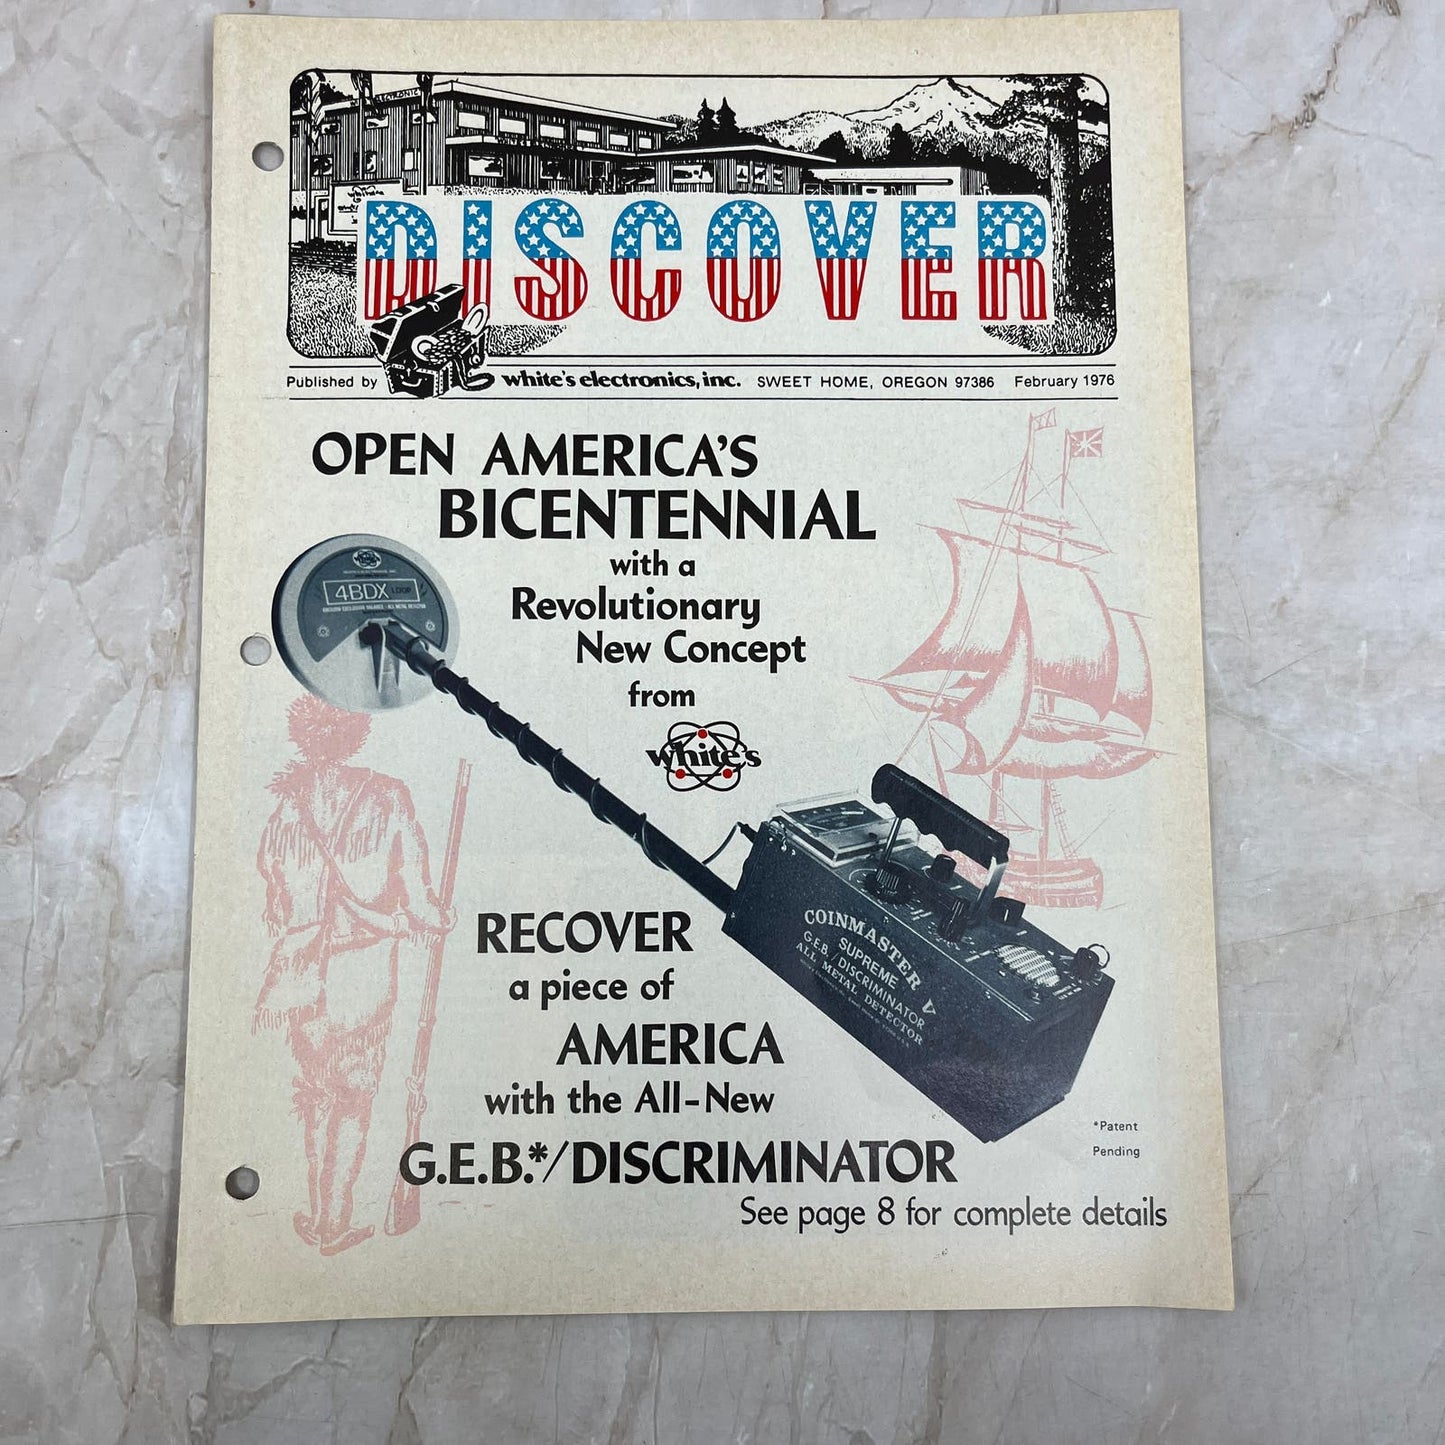 DISCOVER
Published by white's electronics, inc. SWEET HOME, OREGON 97386 February 1976
OPEN AMERICA'S
BICENTENNIAL
with a
Revolutionary
New Concept
from
white's
4BDX LOOP
COINMASTER V
SUPREME
G.E.B./DISCRIMINATOR
ALL METAL DETECTOR
RECOVER
a piece of
AMERICA
with the All-New
G.E.B.*/DISCRIMINATOR
*Patent
Pending
See page 8 for complete details